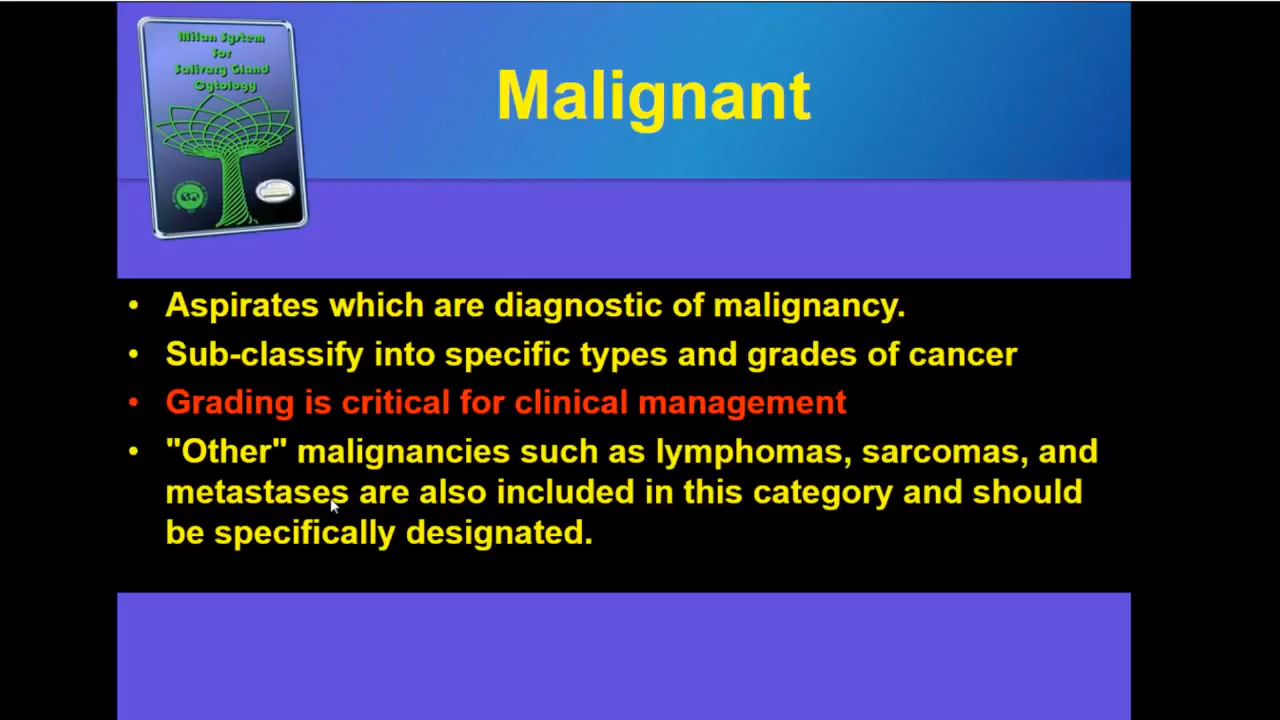 Milan System
For
Salivary Gland
Cytology
Malignant
• Aspirates which are diagnostic of malignancy.
• Sub-classify into specific types and grades of cancer
• Grading is critical for clinical management
• "Other" malignancies such as lymphomas, sarcomas, and
metastases are also included in this category and should
be specifically designated.